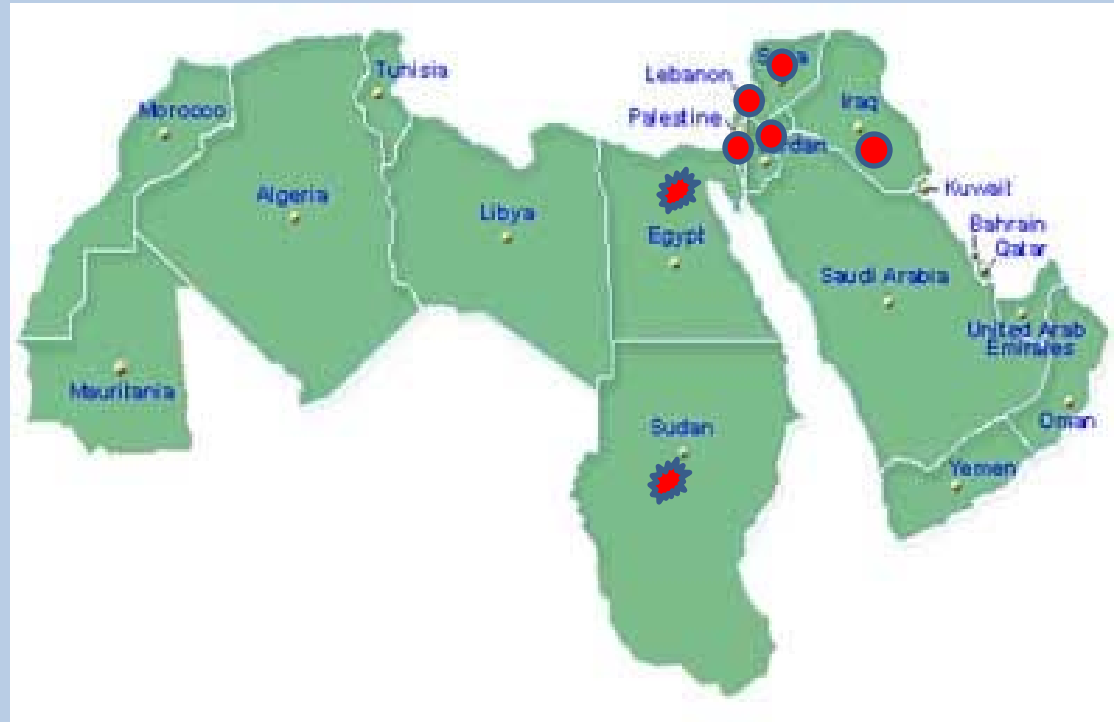 Tunisia
Lebanon
Morocco
Iraq
Palestine
Kuwait
Algeria
Libya
Egypt
Bahrain
Qatar
Saudi Arabia
United Arab
Emirates
Mauritania
Oman
Sudan
Yemen